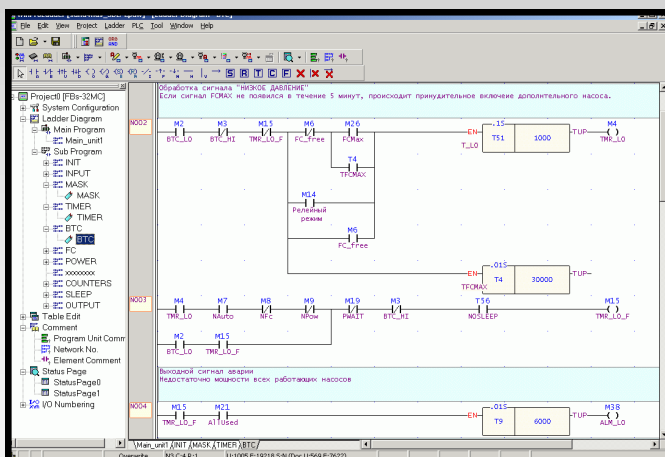 File Edit View Project Ladder PLC Tool Window Help
S R T C E
Project0 [FBs-32MC]
System Configuration
Ladder Diagram
Main Program
Main_unit1
Sub Program
INIT
INPUT
MASK
MASK
TIMER
TIMER
BTC
BTC
FC
POWER
xxxxxxxx
COUNTERS
SLEEP
OUTPUT
Table Edit
Comment
Program Unit Comm
Network No.
Element Comment
Status Page
StatusPage0
StatusPage1
I/O Numbering
Обработка сигнала "НИЗКОЕ ДАВЛЕНИЕ"
Если сигнал FCMAX не появился в течение 5 минут, происходит принудительное включеие дополнительного насоса.
N002
M2 M3 M15 M6 M26 .1S M4
EN TUP
BTC_LO BTC_HI TMR_LO_F FC_free FCMax T_LO T51 1000 TMR_LO
T4
TFCMAX
M14
Релейный
режим
M6
FC_free
.01S
EN TUP
TFCMAX T4 30000
N003
M4 M7 M8 M9 M19 M3 T56 M15
TMR_LO NAuto NFc NPow PWAIT BTC_HI NOSLEEP TMR_LO_F
M2 M15
BTC_LO TMR_LO_F
Выходной сигнал аварии
Недостаточно мощности всех работающих насосов
N004
M15 M21 .01S M38
EN TUP
TMR_LO_F AllUsed T9 6000 ALM_LO
Main_unit1 INIT MASK TIMER BTC
Overwrite